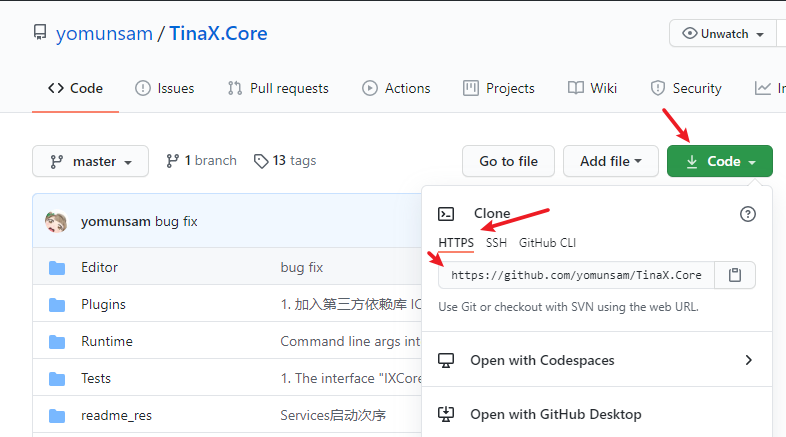 yomunsam / TinaX.Core
Unwatch
Code Issues Pull requests Actions Projects Wiki Security
master 1 branch 13 tags Go to file Add file Code
yomunsam bug fix
Clone
HTTPS SSH GitHub CLI
https://github.com/yomunsam/TinaX.Core
Use Git or checkout with SVN using the web URL.
Open with Codespaces
Open with GitHub Desktop
Editor bug fix
Plugins 1. 加入第三方依赖库
Runtime Command line args
Tests 1. The interface "IXCore
readme_res Services启动次序